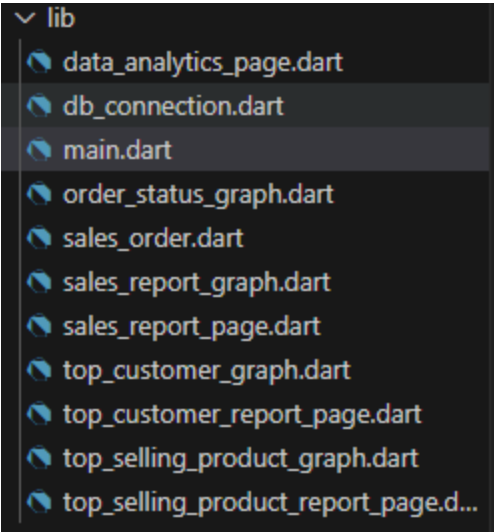 lib
data_analytics_page.dart
db_connection.dart
main.dart
order_status_graph.dart
sales_order.dart
sales_report_graph.dart
sales_report_page.dart
top_customer_graph.dart
top_customer_report_page.dart
top_selling_product_graph.dart
top_selling_product_report_page.d...